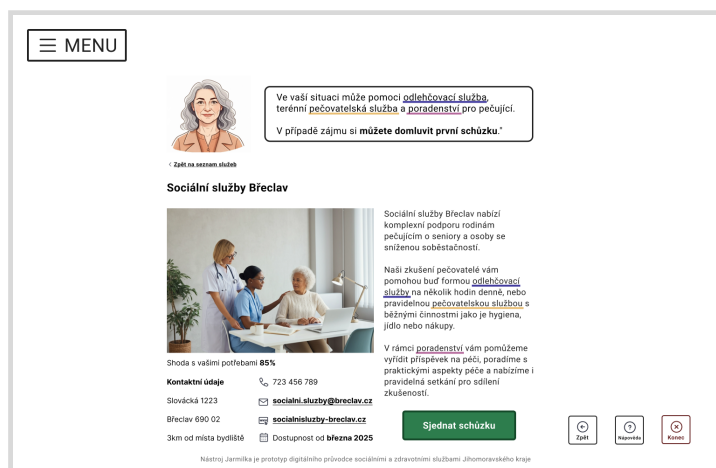 MENU
Ve vaší situaci může pomoci odlehčovací služba,
terénní pečovatelská služba a poradenství pro pečující.
V případě zájmu si můžete domluvit první schůzku."
< Zpět na seznam služeb
Sociální služby Břeclav
Sociální služby Břeclav nabízí
komplexní podporu rodinám
pečujícím o seniory a osoby se
sníženou soběstačností.
Naši zkušení pečovatelé vám
pomohou buď formou odlehčovací
služby na několik hodin denně, nebo
pravidelnou pečovatelskou službou s
běžnými činnostmi jako je hygiena,
jídlo nebo nákupy.
V rámci poradenství vám pomůžeme
vyřídit příspěvek na péči, poradíme s
praktickými aspekty péče a nabízíme i
pravidelná setkání pro sdílení
zkušeností.
Shoda s vašimi potřebami 85%
Kontaktní údaje 723 456 789
Slovácká 1223 socialni.sluzby@breclav.cz
Břeclav 690 02 socialnisluzby-breclav.cz
3km od místa bydliště Dostupnost od března 2025
Sjednat schůzku
Zpět Nápověda Konec
Nástroj Jarmilka je prototyp digitálního průvodce sociálními a zdravotními službami Jihomoravského kraje